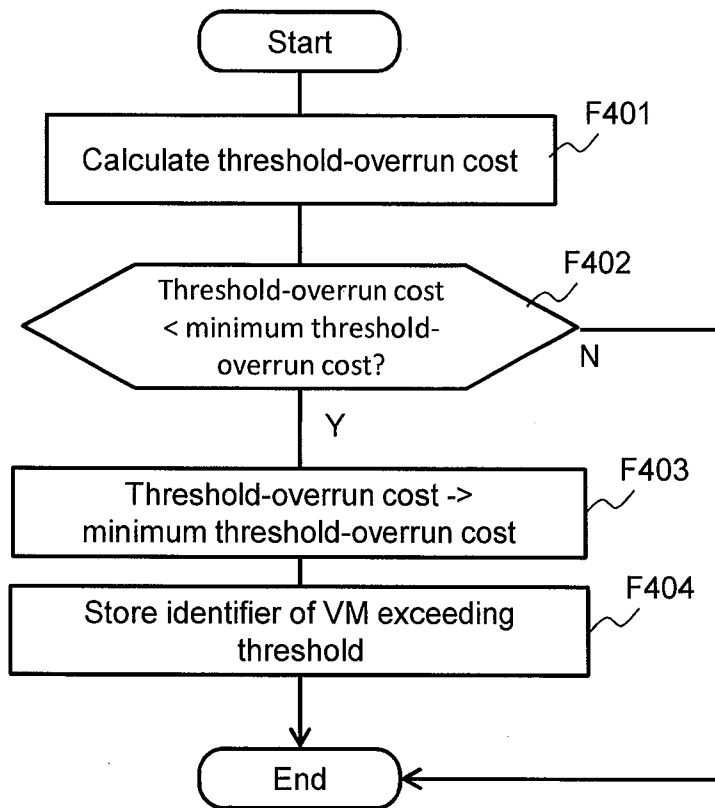 Start
F401
Calculate threshold-overrun cost
F402
Threshold-overrun cost
< minimum threshold-
overrun cost?
N
Y
F403
Threshold-overrun cost ->
minimum threshold-overrun cost
F404
Store identifier of VM exceeding
threshold
End